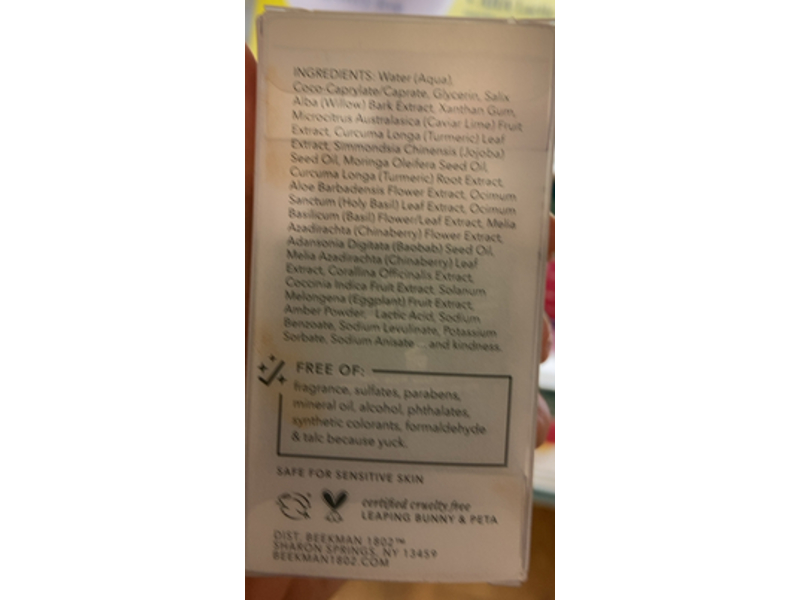 INGREDIENTS: Water (Aqua),
Coco-Caprylate/Caprate, Glycerin, Salix
Alba (Willow) Bark Extract, Xanthan Gum,
Microcitrus Australasica (Caviar Lime) Fruit
Extract, Curcuma Longa (Turmeric) Leaf
Extract, Simmondsia Chinensis (Jojoba)
Seed Oil, Moringa Oleifera Seed Oil,
Curcuma Longa (Turmeric) Root Extract,
Aloe Barbadensis Flower Extract, Ocimum
Sanctum (Holy Basil) Leaf Extract, Ocimum
Basilicum (Basil) Flower/Leaf Extract, Melia
Azadirachta (Chinaberry) Flower Extract,
Adansonia Digitata (Baobab) Seed Oil,
Melia Azadirachta (Chinaberry) Leaf
Extract, Corallina Officinalis Extract,
Coccinia Indica Fruit Extract, Solanum
Melongena (Eggplant) Fruit Extract,
Amber Powder, Lactic Acid, Sodium
Benzoate, Sodium Levulinate, Potassium
Sorbate, Sodium Anisate ... and kindness.
FREE OF:
fragrance, sulfates, parabens,
mineral oil, alcohol, phthalates,
synthetic colorants, formaldehyde
& talc because yuck.
SAFE FOR SENSITIVE SKIN
certified cruelty free
LEAPING BUNNY & PETA
DIST. BEEKMAN 1802™
SHARON SPRINGS, NY 13459
BEEKMAN1802.COM